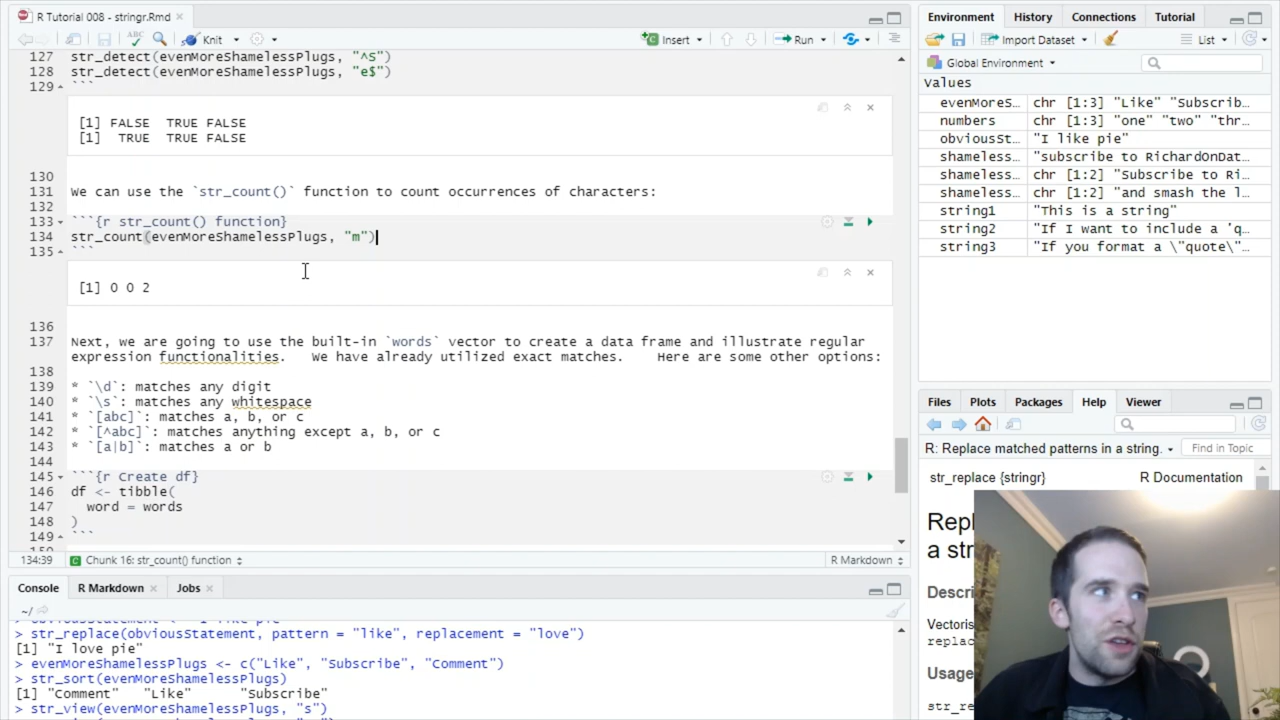 R Tutorial 008 - stringr.Rmd
Knit
Insert
Run
127 str_detect(evenMoreShamelessPlugs, "^S")
128 str_detect(evenMoreShamelessPlugs, "e$")
129 ```
[1] FALSE  TRUE FALSE
[1]  TRUE  TRUE FALSE
130
131 We can use the `str_count()` function to count occurrences of characters:
132
133 ```{r str_count() function}
134 str_count(evenMoreShamelessPlugs, "m")
135 ```
[1] 0 0 2
136
137 Next, we are going to use the built-in `words` vector to create a data frame and illustrate regular
expression functionalities.   We have already utilized exact matches.    Here are some other options:
138
139 * `\d`: matches any digit
140 * `\s`: matches any whitespace
141 * `[abc]`: matches a, b, or c
142 * `[^abc]`: matches anything except a, b, or c
143 * `[a|b]`: matches a or b
144
145 ```{r Create df}
146 df <- tibble(
147   word = words
148 )
149 ```
134:39 Chunk 16: str_count() function R Markdown
Console R Markdown Jobs
~/
> str_replace(obviousStatement, pattern = "like", replacement = "love")
[1] "I love pie"
> evenMoreShamelessPlugs <- c("Like", "Subscribe", "Comment")
> str_sort(evenMoreShamelessPlugs)
[1] "Comment"   "Like"      "Subscribe"
> str_view(evenMoreShamelessPlugs, "s")
Environment History Connections Tutorial
Import Dataset List
Global Environment
Values
evenMoreS… chr [1:3] "Like" "Subscrib…
numbers chr [1:3] "one" "two" "thr…
obviousSt… "I like pie"
shameless… "subscribe to RichardOnDat…
shameless… chr [1:2] "Subscribe to Ri…
shameless… chr [1:2] "and smash the l…
string1 "This is a string"
string2 "If I want to include a 'q…
string3 "If you format a \"quote\"…
Files Plots Packages Help Viewer
R: Replace matched patterns in a string. Find in Topic
str_replace {stringr} R Documentation
Repl
a str
Descri
Vectoris
replac
Usage
str_re